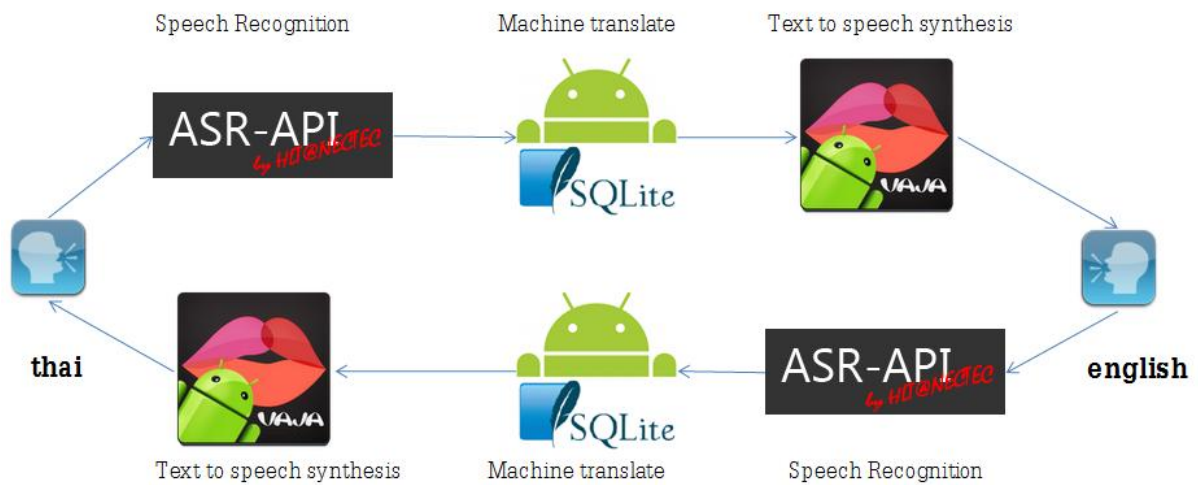 Speech Recognition
Machine translate
Text to speech synthesis
ASR-API
by HLT@NECTEC
SQLite
VAJA
thai
english
VAJA
SQLite
ASR-API
by HLT@NECTEC
Text to speech synthesis
Machine translate
Speech Recognition